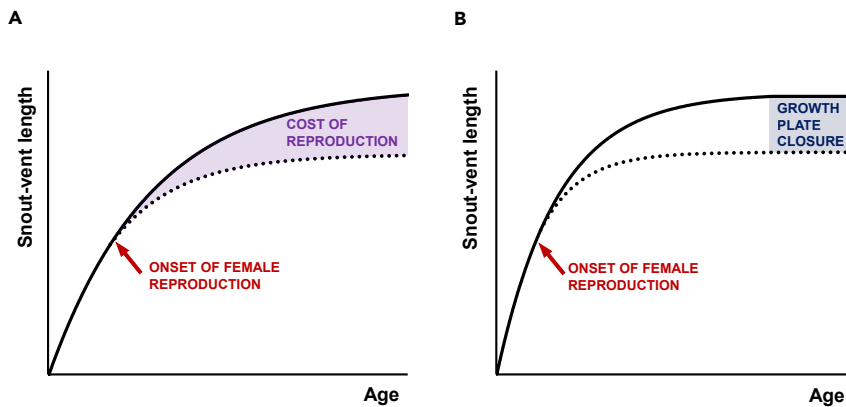 A
Snout-vent length
COST OF
REPRODUCTION
ONSET OF FEMALE
REPRODUCTION
Age
B
Snout-vent length
GROWTH
PLATE
CLOSURE
ONSET OF FEMALE
REPRODUCTION
Age